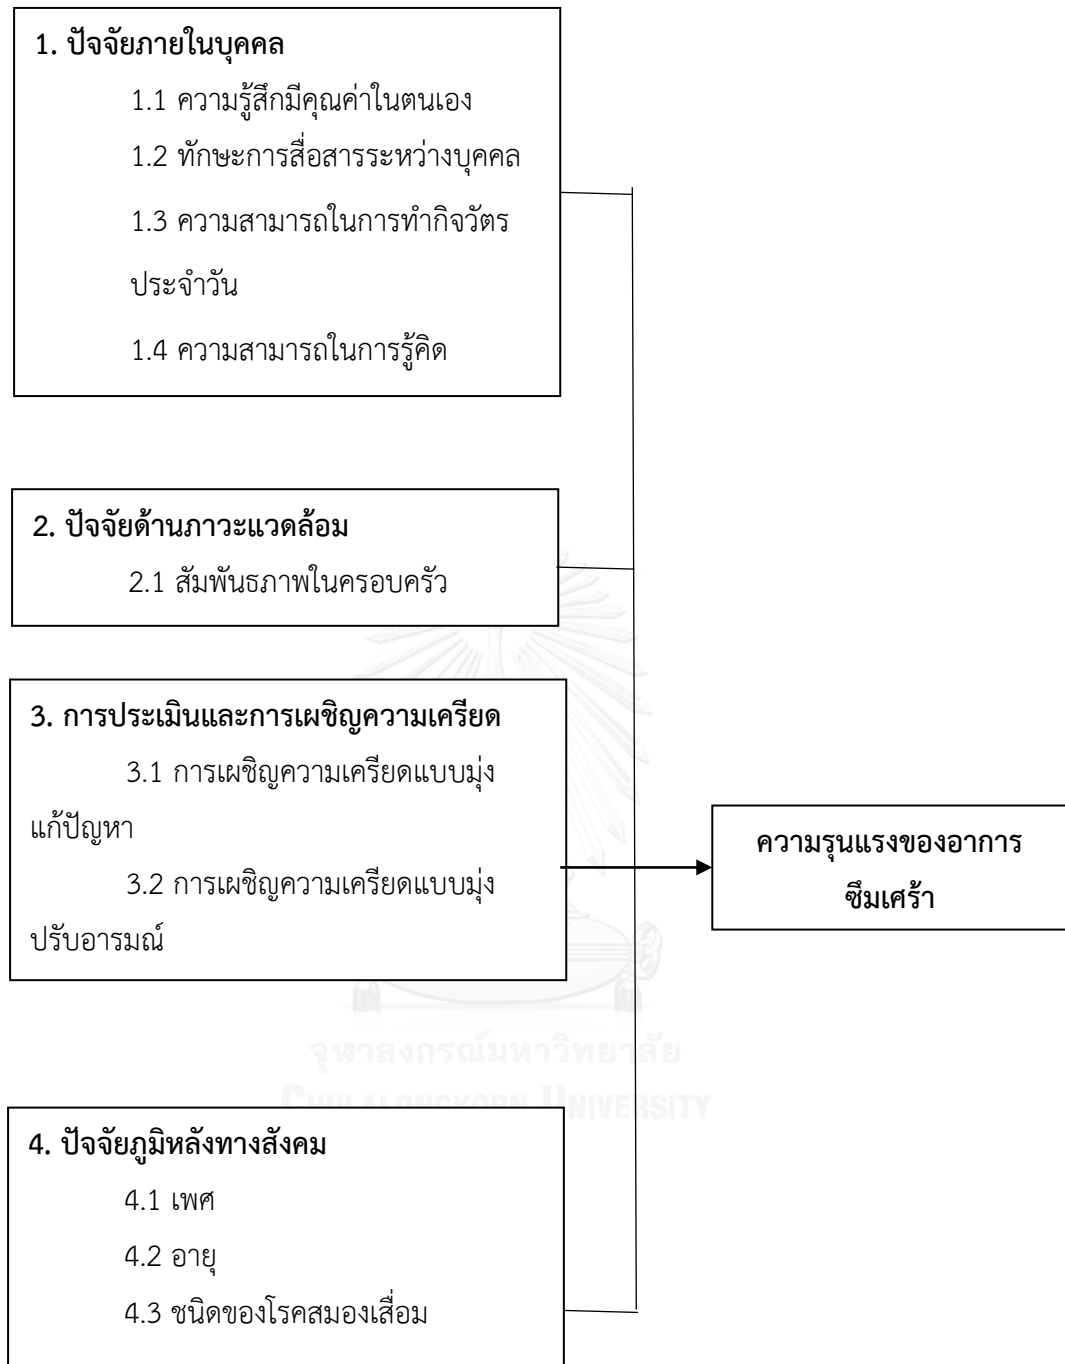 1. ปัจจัยภายในบุคคล
1.1 ความรู้สึกมีคุณค่าในตนเอง
1.2 ทักษะการสื่อสารระหว่างบุคคล
1.3 ความสามารถในการทำกิจวัตร
ประจำวัน
1.4 ความสามารถในการรู้คิด
2. ปัจจัยด้านภาวะแวดล้อม
2.1 สัมพันธภาพในครอบครัว
3. การประเมินและการเผชิญความเครียด
3.1 การเผชิญความเครียดแบบมุ่ง
แก้ปัญหา
3.2 การเผชิญความเครียดแบบมุ่ง
ปรับอารมณ์
ความรุนแรงของอาการ
ซึมเศร้า
จุฬาลงกรณ์มหาวิทยาลัย
CHULALONGKORN UNIVERSITY
4. ปัจจัยภูมิหลังทางสังคม
4.1 เพศ
4.2 อายุ
4.3 ชนิดของโรคสมองเสื่อม